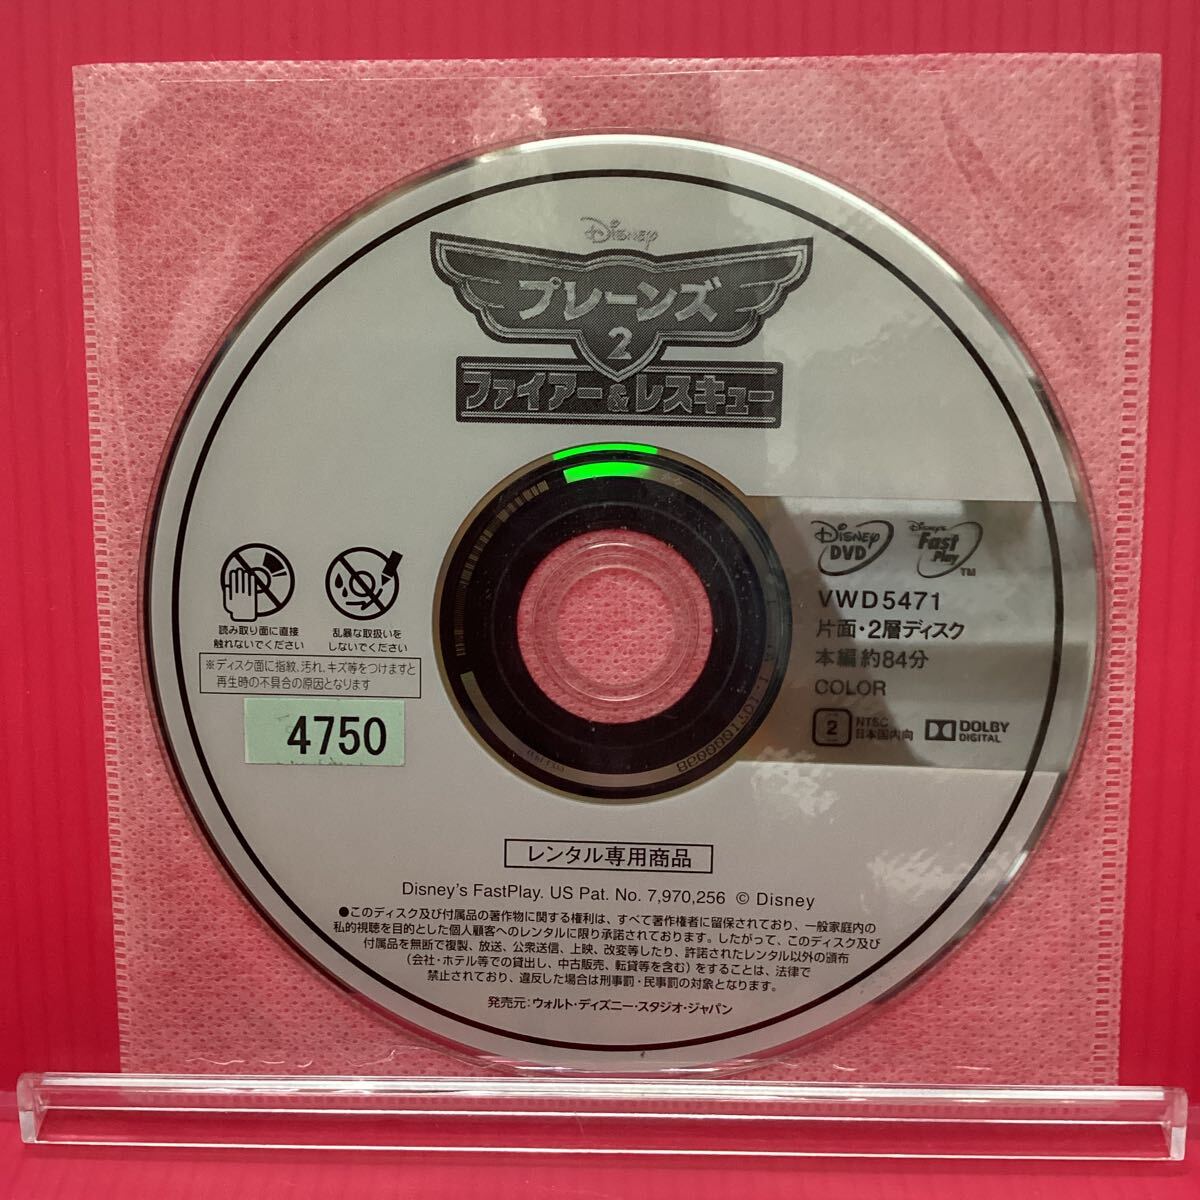 Disney
プレーンズ
2
ファイアー&レスキュー
読み取り面に直接
触れないでください
乱暴な取扱いを
しないでください
※ディスク面に指紋、汚れ、キズ等をつけますと
再生時の不具合の原因となります
4750
Disney DVD
Disney's Fast Play TM
VWD5471
片面・2層ディスク
本編約84分
COLOR
2
NTSC
日本国内向
DOLBY
DIGITAL
レンタル専用商品
Disney's FastPlay. US Pat. No. 7,970,256 © Disney
●このディスク及び付属品の著作物に関する権利は、すべて著作権者に留保されており、一般家庭内の
私的視聴を目的とした個人顧客へのレンタルに限り承諾されております。したがって、このディスク及び
付属品を無断で複製、放送、公衆送信、上映、改変等したり、許諾されたレンタル以外の頒布
(会社・ホテル等での貸出し、中古販売、転貸等を含む)をすることは、法律で
禁止されており、違反した場合は刑事罰・民事罰の対象となります。
発売元:ウォルト・ディズニー・スタジオ・ジャパン